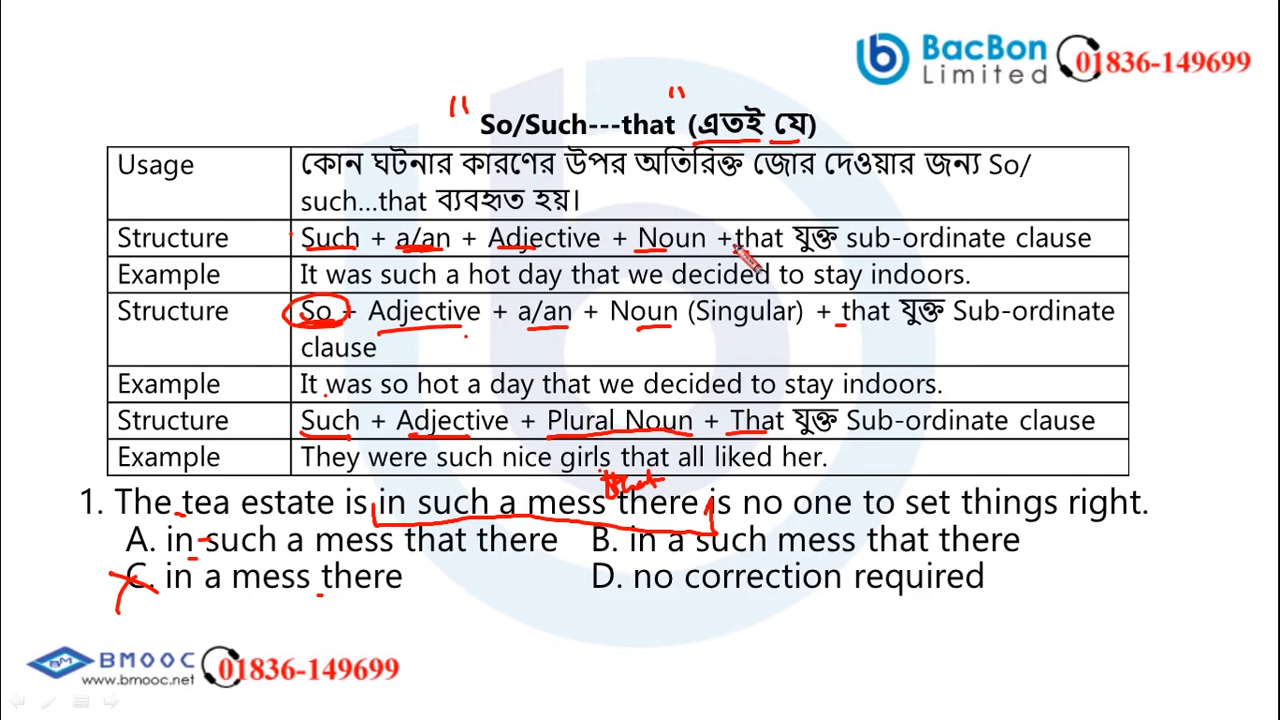 BacBon
Limited
01836-149699
" So/Such---that" (এতই যে)
Usage কোন ঘটনার কারণের উপর অতিরিক্ত জোর দেওয়ার জন্য So/
such...that ব্যবহৃত হয়।
Structure Such + a/an + Adjective + Noun +that যুক্ত sub-ordinate clause
Example It was such a hot day that we decided to stay indoors.
Structure So + Adjective + a/an + Noun (Singular) + that যুক্ত Sub-ordinate
clause
Example It was so hot a day that we decided to stay indoors.
Structure Such + Adjective + Plural Noun + That যুক্ত Sub-ordinate clause
Example They were such nice girls that all liked her.
that
1. The tea estate is in such a mess there is no one to set things right.
A. in such a mess that there B. in a such mess that there
C. in a mess there D. no correction required
BM BMOOC 01836-149699
www.bmooc.net